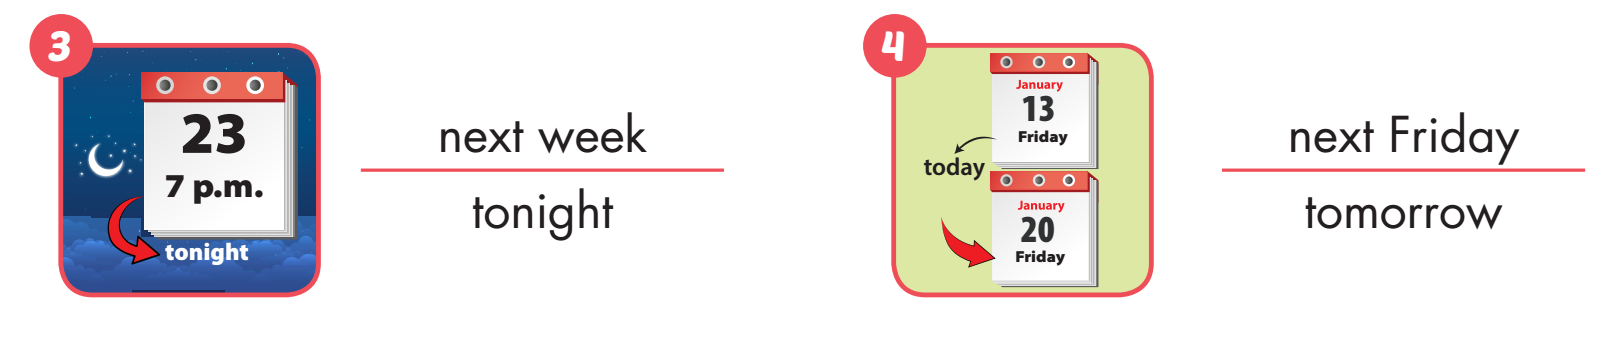 3
23
7 p.m.
tonight
next week
tonight
4
January
13
Friday
today
January
20
Friday
next Friday
tomorrow